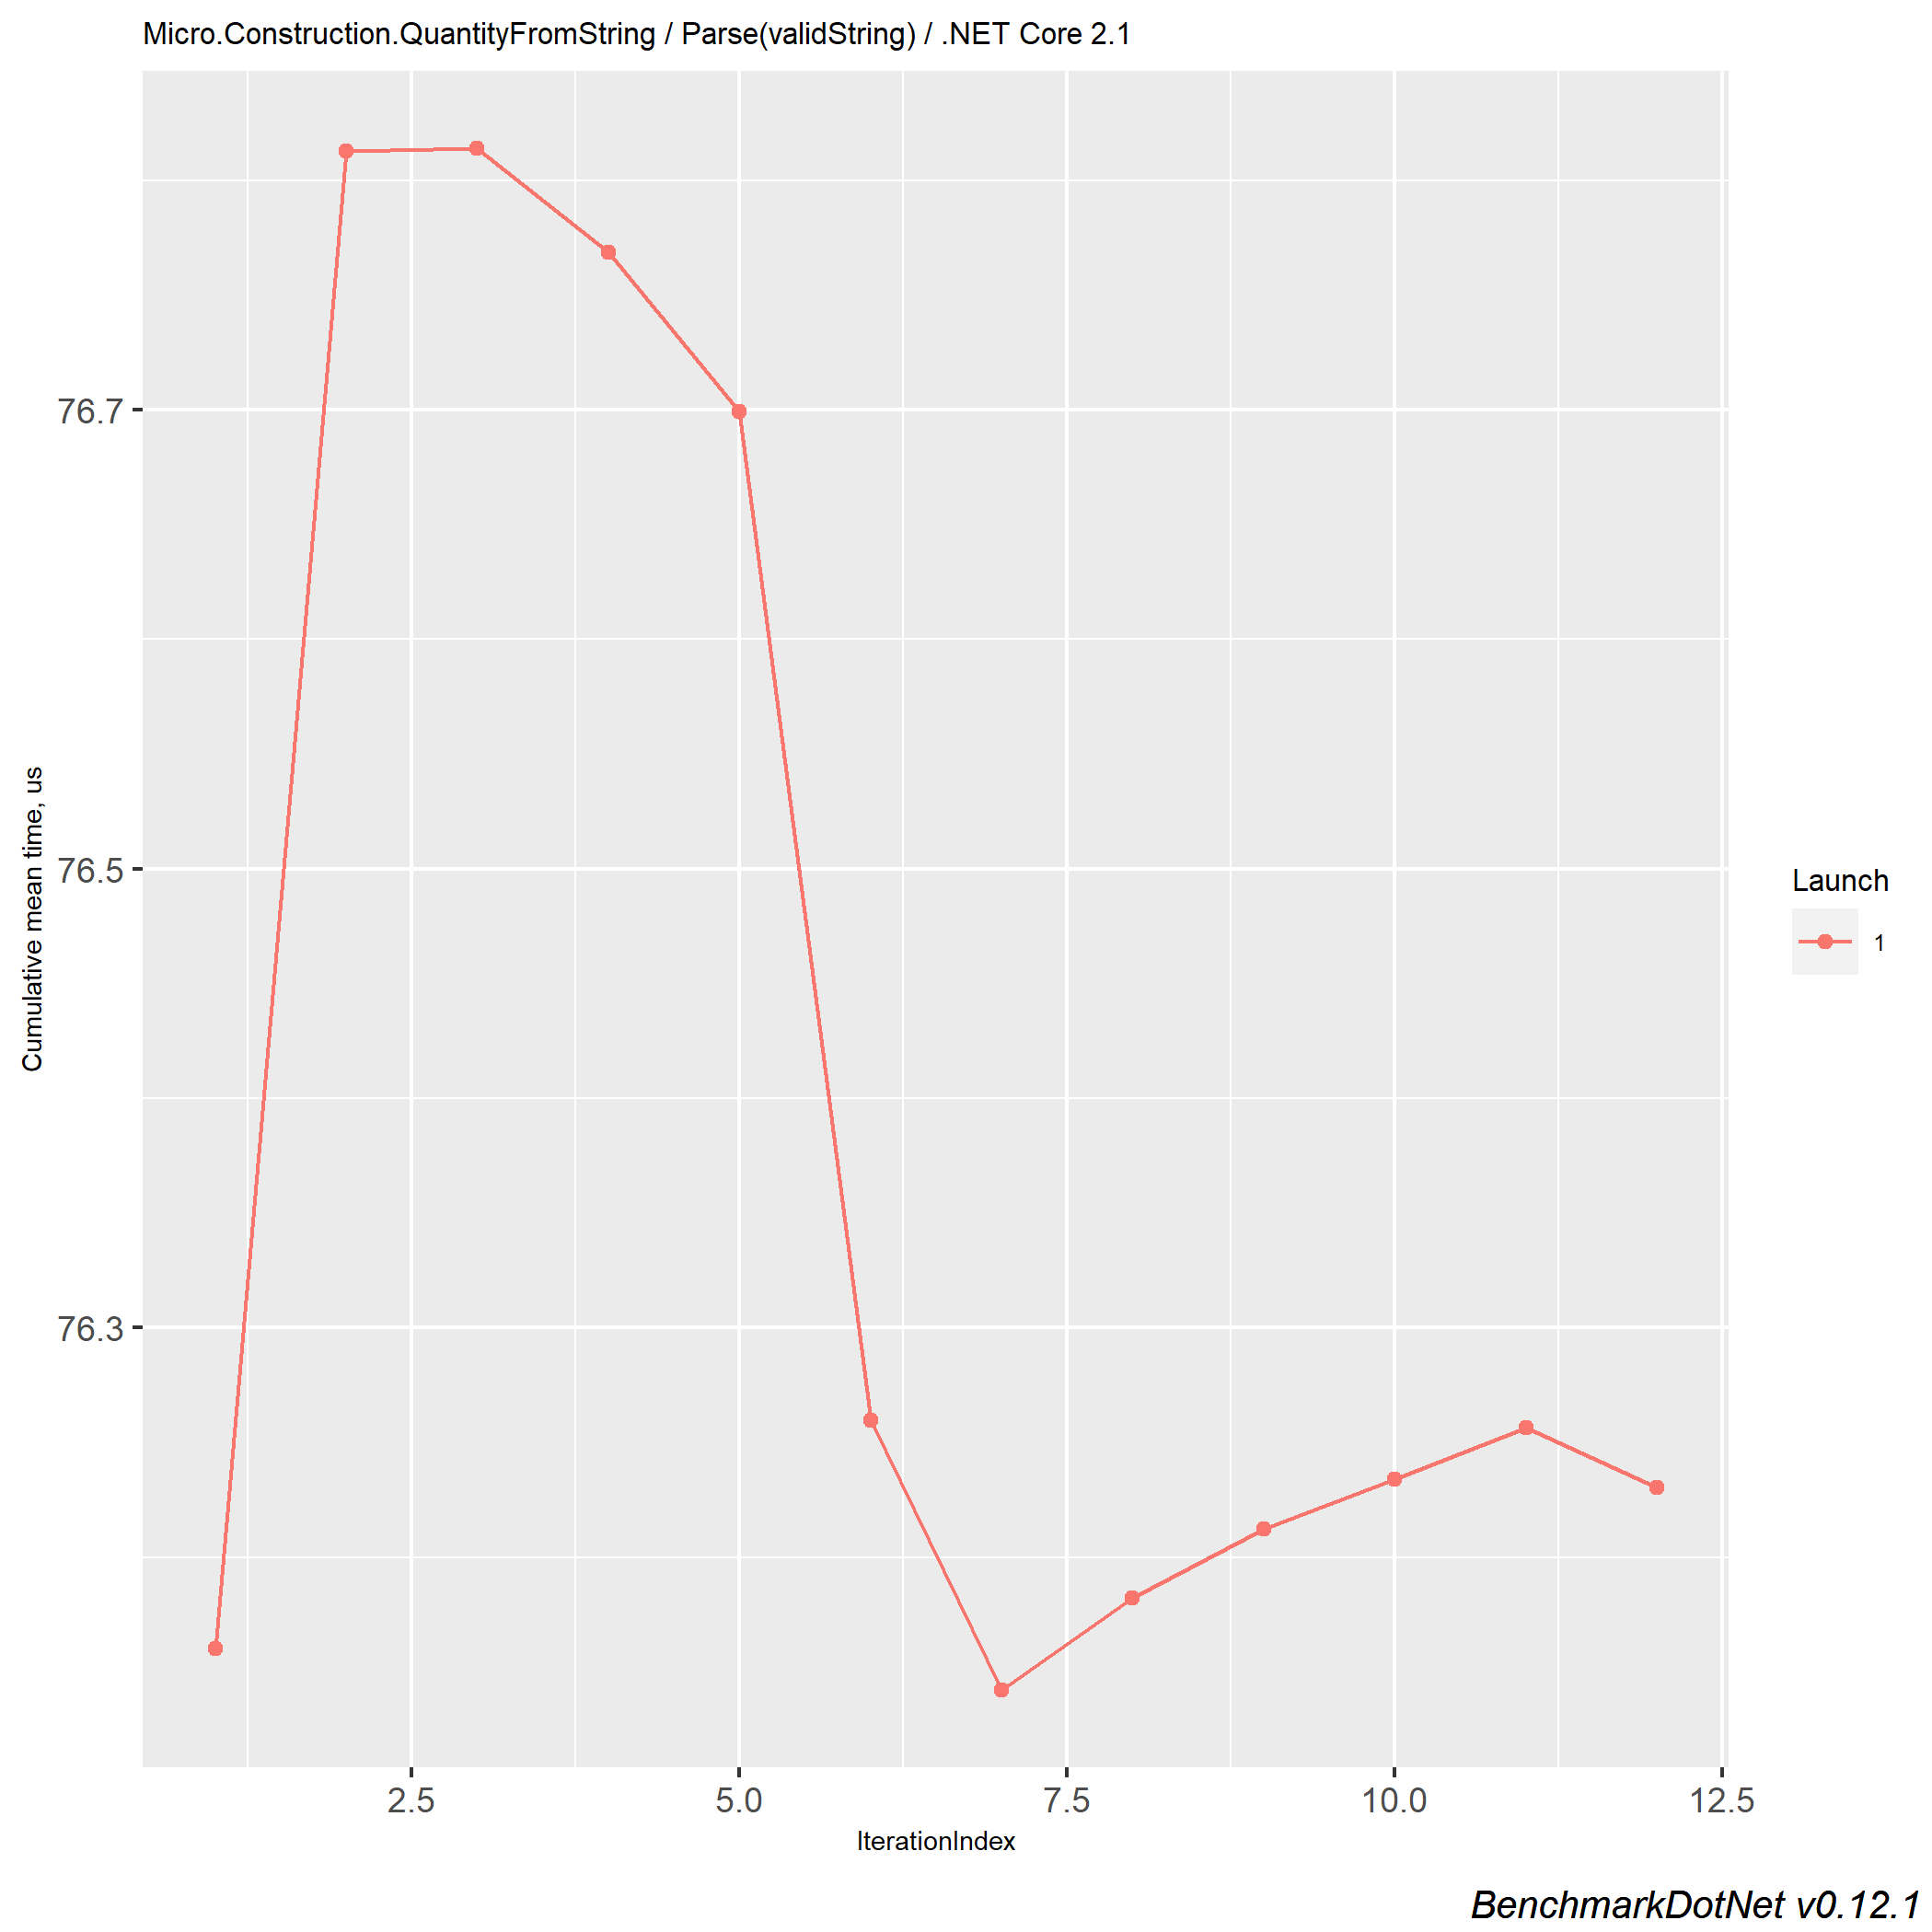 Micro.Construction.QuantityFromString / Parse(validString) / .NET Core 2.1
Cumulative mean time, us
76.7
76.5
76.3
2.5 5.0 7.5 10.0 12.5
IterationIndex
Launch
1
BenchmarkDotNet v0.12.1